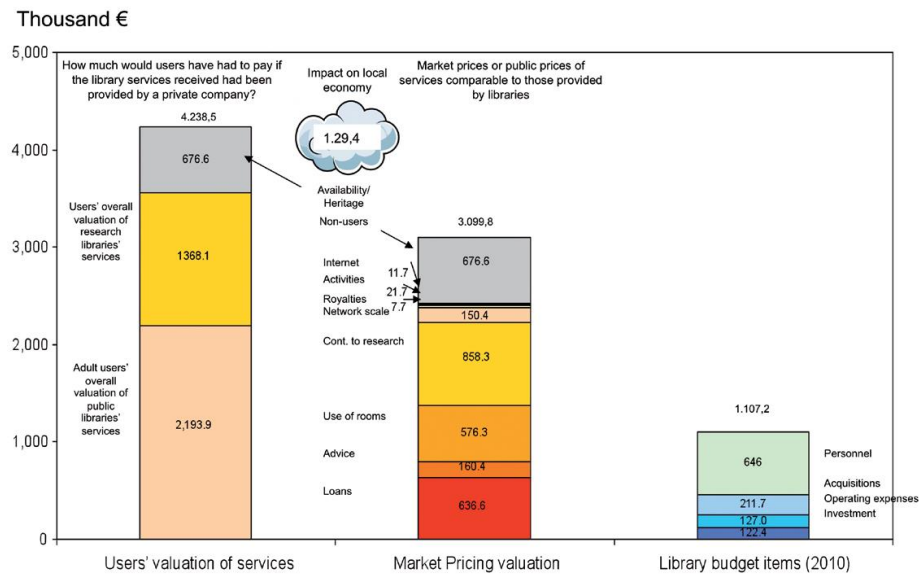 Thousand €
5,000
4,000
3,000
2,000
1,000
0
How much would users have had to pay if
the library services received had been
provided by a private company?
4.238,5
676.6
1368.1
2,193.9
Users' overall
valuation of
research
libraries'
services
Adult users'
overall
valuation of
public
libraries'
services
Impact on local
economy
1.29,4
Availability/
Heritage
Non-users
Internet
Activities
Royalties
Network scale
Cont. to research
Use of rooms
Advice
Loans
11.7
21.7
7.7
Market prices or public prices of
services comparable to those provided
by libraries
3.099,8
676.6
150.4
858.3
576.3
160.4
636.6
1.107,2
646
211.7
127.0
122.4
Personnel
Acquisitions
Operating expenses
Investment
Users' valuation of services
Market Pricing valuation
Library budget items (2010)